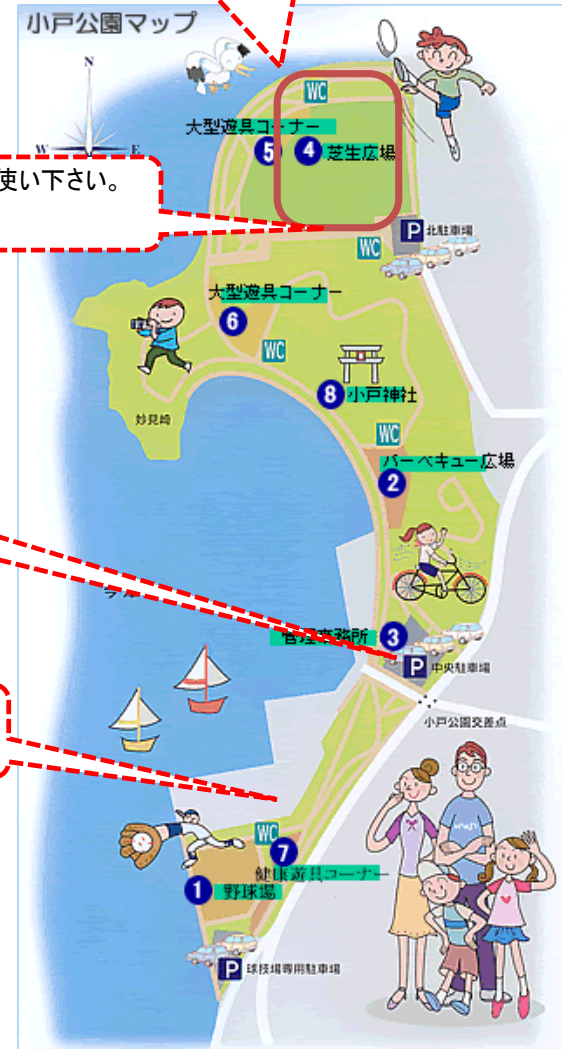 小戸公園マップ
N
W
E
WC
大型遊具コーナー
5
4
芝生広場
使い下さい。
P
北駐車場
WC
大型遊具コーナー
6
WC
8
小戸神社
妙見崎
WC
バーベキュー広場
2
管理事務所
3
P
中央駐車場
小戸公園交差点
WC
7
健康遊具コーナー
1
野球場
P
球技場専用駐車場